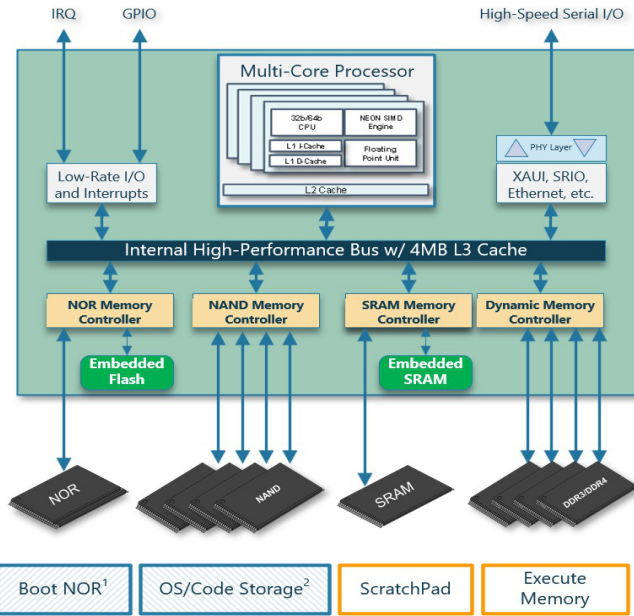 IRQ
GPIO
High-Speed Serial I/O
Multi-Core Processor
32b/64b
CPU
NEON SIMD
Engine
L1 I-Cache
L1 D-Cache
Floating
Point Unit
L2 Cache
PHY Layer
Low-Rate I/O
and Interrupts
XAUI, SRIO,
Ethernet, etc.
Internal High-Performance Bus w/ 4MB L3 Cache
NOR Memory
Controller
NAND Memory
Controller
SRAM Memory
Controller
Dynamic Memory
Controller
Embedded
Flash
Embedded
SRAM
NOR
NAND
SRAM
DDR3/DDR4
Boot NOR¹
OS/Code Storage²
ScratchPad
Execute
Memory